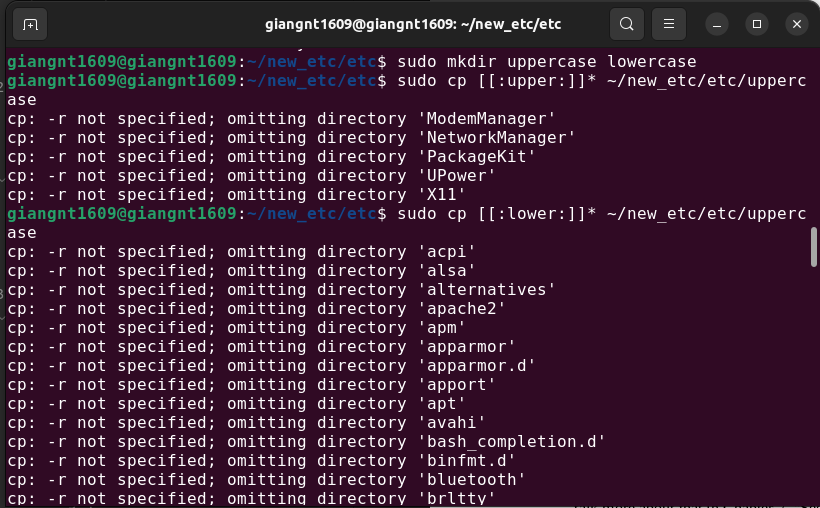 giangnt1609@giangnt1609: ~/new_etc/etc
giangnt1609@giangnt1609:~/new_etc/etc$ sudo mkdir uppercase lowercase
giangnt1609@giangnt1609:~/new_etc/etc$ sudo cp [[:upper:]]* ~/new_etc/etc/upperc
ase
cp: -r not specified; omitting directory 'ModemManager'
cp: -r not specified; omitting directory 'NetworkManager'
cp: -r not specified; omitting directory 'PackageKit'
cp: -r not specified; omitting directory 'UPower'
cp: -r not specified; omitting directory 'X11'
giangnt1609@giangnt1609:~/new_etc/etc$ sudo cp [[:lower:]]* ~/new_etc/etc/upperc
ase
cp: -r not specified; omitting directory 'acpi'
cp: -r not specified; omitting directory 'alsa'
cp: -r not specified; omitting directory 'alternatives'
cp: -r not specified; omitting directory 'apache2'
cp: -r not specified; omitting directory 'apm'
cp: -r not specified; omitting directory 'apparmor'
cp: -r not specified; omitting directory 'apparmor.d'
cp: -r not specified; omitting directory 'apport'
cp: -r not specified; omitting directory 'apt'
cp: -r not specified; omitting directory 'avahi'
cp: -r not specified; omitting directory 'bash_completion.d'
cp: -r not specified; omitting directory 'binfmt.d'
cp: -r not specified; omitting directory 'bluetooth'
cp: -r not specified; omitting directory 'brltty'